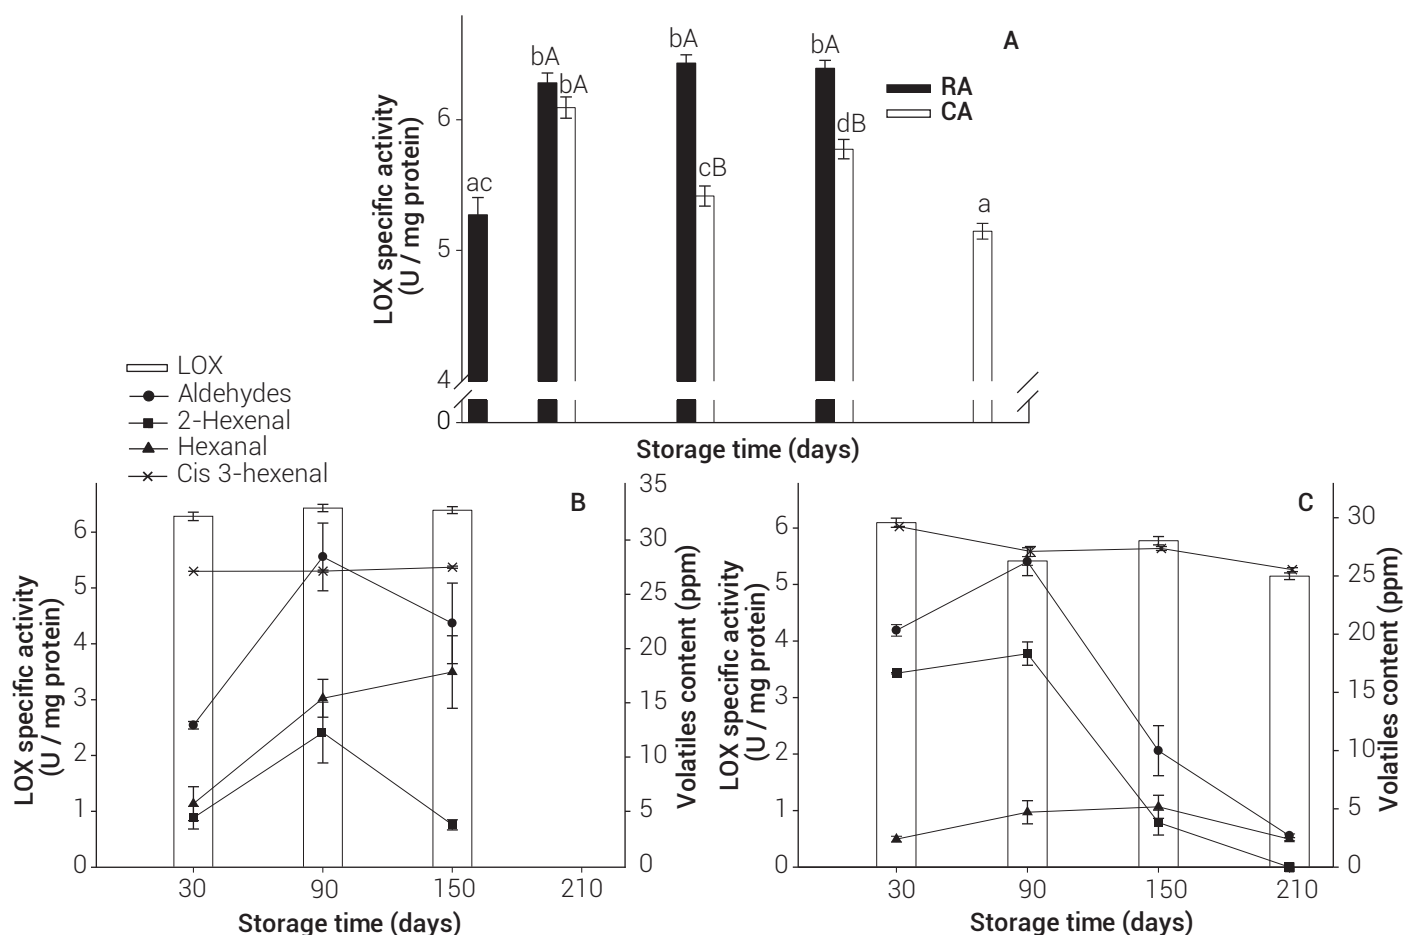 A
RA
CA
LOX specific activity
(U / mg protein)
6
5
4
0
ac
bA
bA
bA
cB
bA
dB
a
Storage time (days)
LOX
Aldehydes
2-Hexenal
Hexanal
Cis 3-hexenal
B
LOX specific activity
(U / mg protein)
6
5
4
3
2
1
0
35
30
25
20
15
10
5
0
Volatiles content (ppm)
30 90 150 210
Storage time (days)
C
LOX specific activity
(U / mg protein)
6
5
4
3
2
1
0
30
25
20
15
10
5
0
Volatiles content (ppm)
30 90 150 210
Storage time (days)